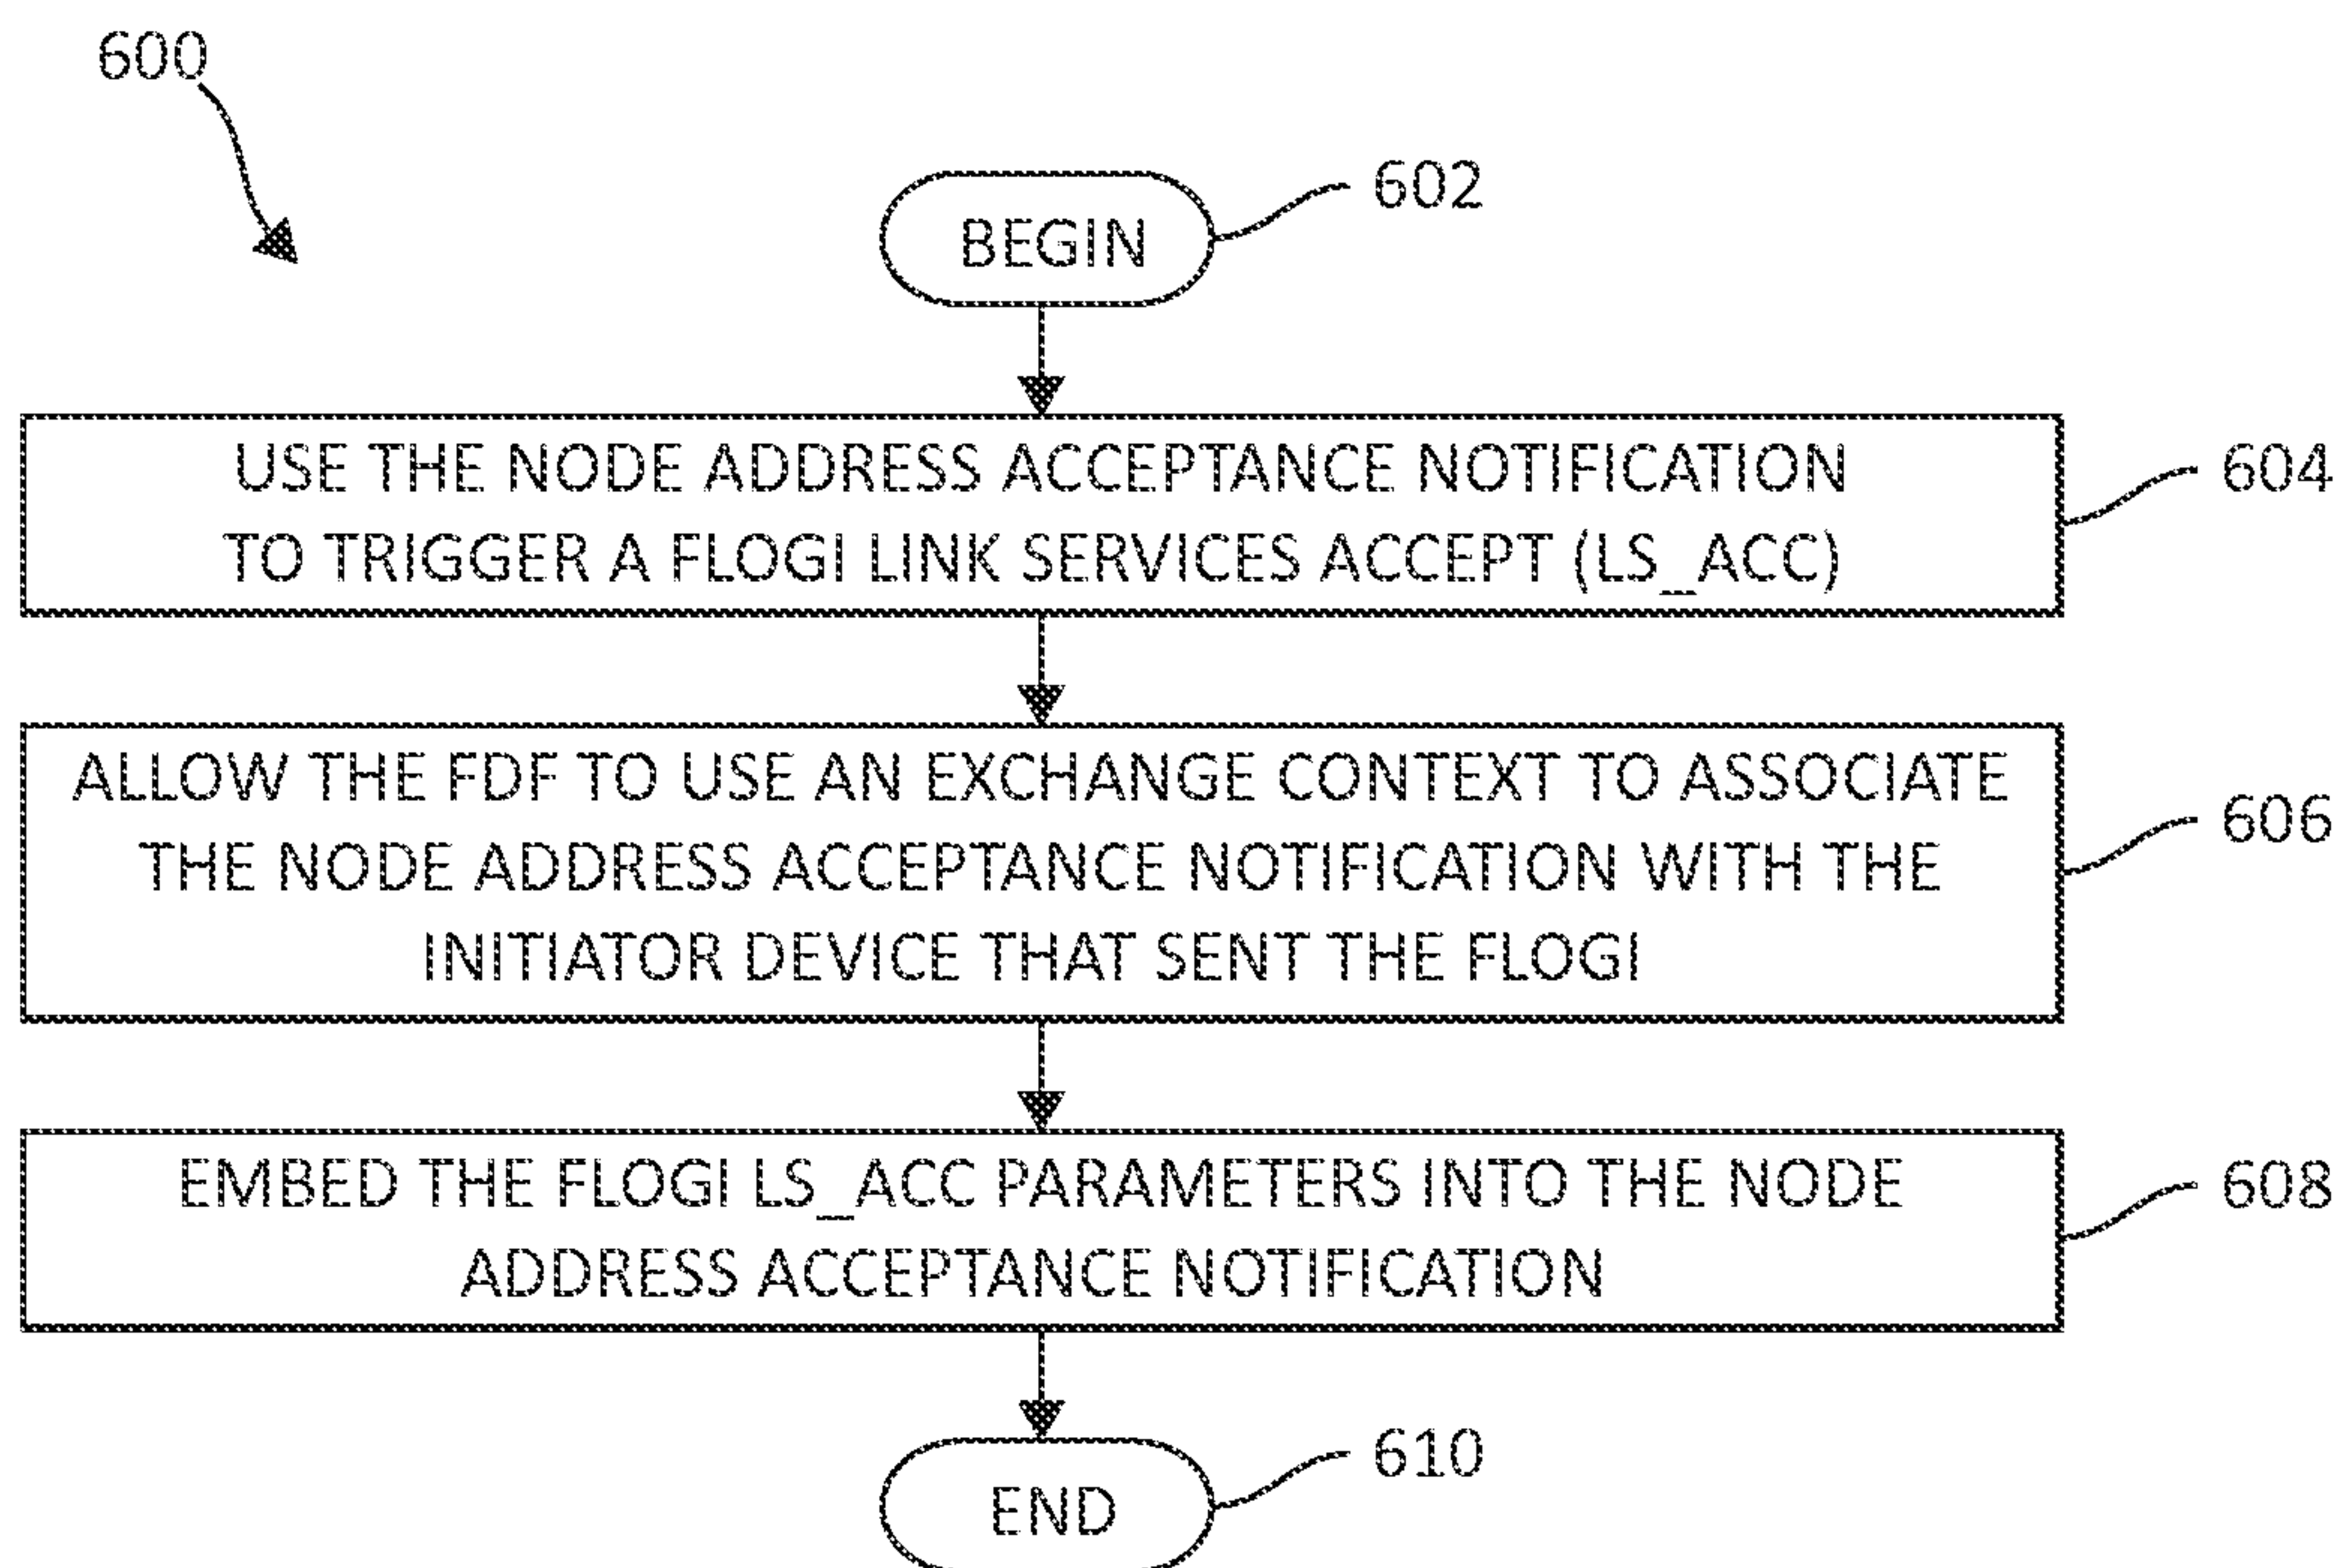 600
BEGIN
602
USE THE NODE ADDRESS ACCEPTANCE NOTIFICATION
TO TRIGGER A FLOGI LINK SERVICES ACCEPT (LS_ACC)
604
ALLOW THE FDF TO USE AN EXCHANGE CONTEXT TO ASSOCIATE
THE NODE ADDRESS ACCEPTANCE NOTIFICATION WITH THE
INITIATOR DEVICE THAT SENT THE FLOGI
606
EMBED THE FLOGI LS_ACC PARAMETERS INTO THE NODE
ADDRESS ACCEPTANCE NOTIFICATION
608
END
610